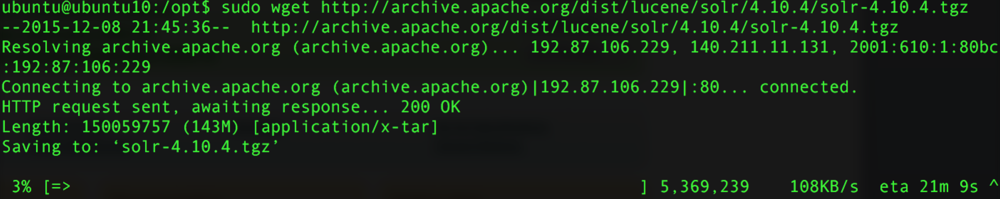 ubuntu@ubuntu10:/opt$ sudo wget http://archive.apache.org/dist/lucene/solr/4.10.4/solr-4.10.4.tgz
--2015-12-08 21:45:36--  http://archive.apache.org/dist/lucene/solr/4.10.4/solr-4.10.4.tgz
Resolving archive.apache.org (archive.apache.org)... 192.87.106.229, 140.211.11.131, 2001:610:1:80bc
:192:87:106:229
Connecting to archive.apache.org (archive.apache.org)|192.87.106.229|:80... connected.
HTTP request sent, awaiting response... 200 OK
Length: 150059757 (143M) [application/x-tar]
Saving to: ‘solr-4.10.4.tgz’
 3% [=>                                                         ] 5,369,239    108KB/s  eta 21m 9s ^